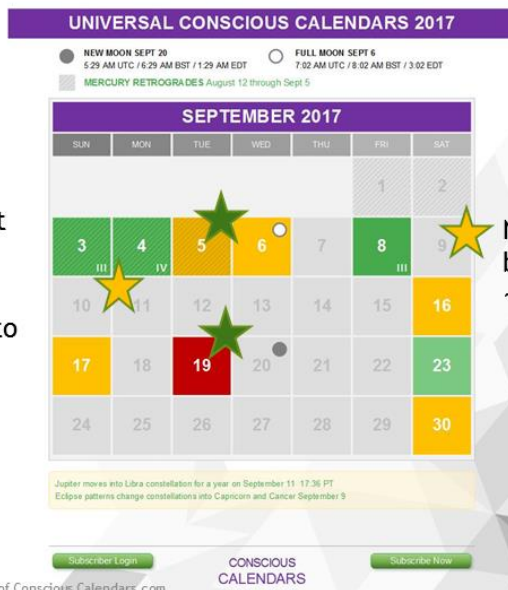 UNIVERSAL CONSCIOUS CALENDARS 2017
NEW MOON SEPT 20
5:29 AM UTC / 6:29 AM BST / 1:29 AM EDT
FULL MOON SEPT 6
7:02 AM UTC / 8:02 AM BST / 3:02 EDT
MERCURY RETROGRADES August 12 through Sept 5
SEPTEMBER 2017
SUN MON TUE WED THU FRI SAT
1 2
3 III 4 IV 5 6 7 8 III 9
10 11 12 13 14 15 16
17 18 19 20 21 22 23
24 25 26 27 28 29 30
Jupiter moves into Libra constellation for a year on September 11 17:36 PT
Eclipse patterns change constellations into Capricorn and Cancer September 9
Subscriber Login
CONSCIOUS
CALENDARS
Subscribe Now
of Conscious Calendars.com